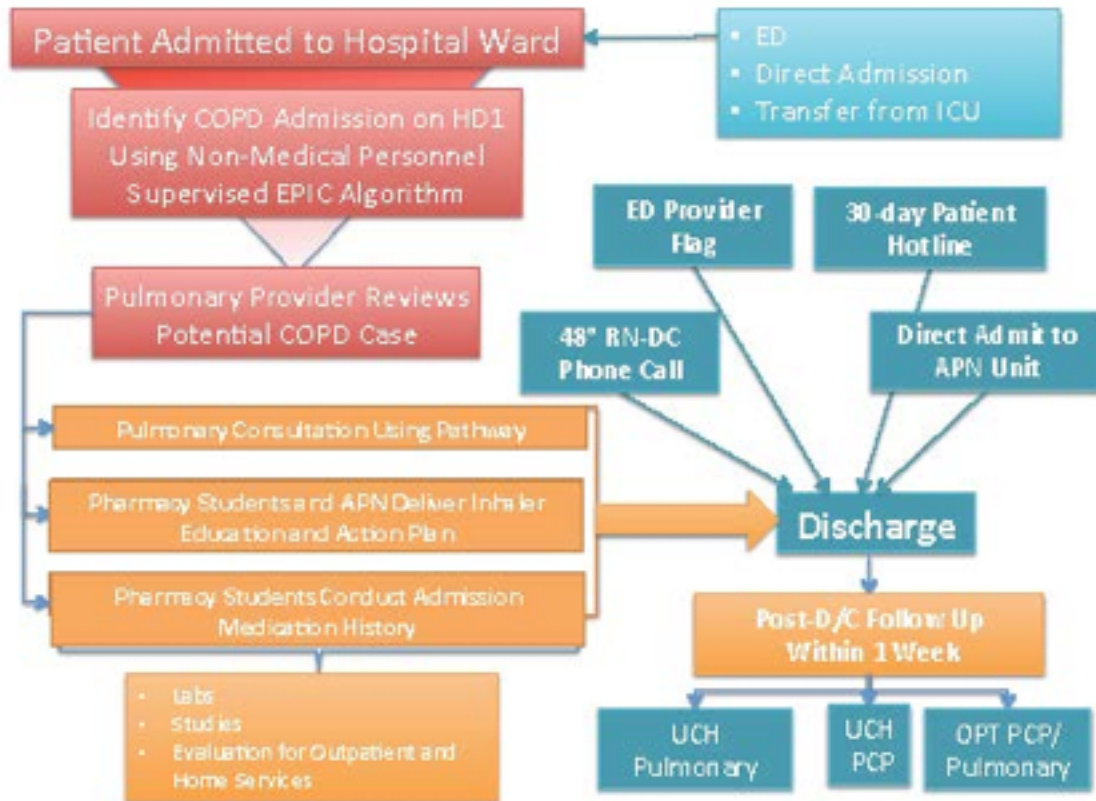 Patient Admitted to Hospital Ward
• ED
• Direct Admission
• Transfer from ICU
Identify COPD Admission on HD1
Using Non-Medical Personnel
Supervised EPIC Algorithm
Pulmonary Provider Reviews
Potential COPD Case
ED Provider
Flag
30-day Patient
Hotline
48° RN-DC
Phone Call
Direct Admit to
APN Unit
Pulmonary Consultation Using Pathway
Pharmacy Students and APN Deliver Inhaler
Education and Action Plan
Pharmacy Students Conduct Admission
Medication History
• Labs
• Studies
• Evaluation for Outpatient and
Home Services
Discharge
Post-D/C Follow Up
Within 1 Week
UCH
Pulmonary
UCH
PCP
OPT PCP/
Pulmonary